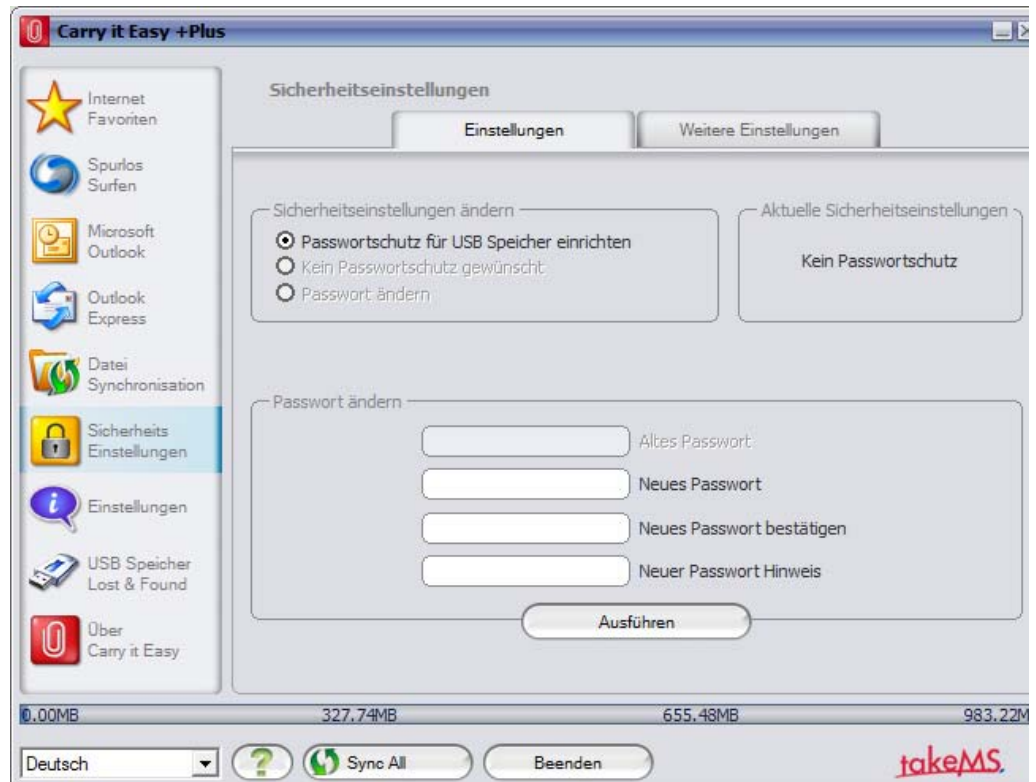 Carry it Easy +Plus
Internet
Favoriten
Spurlos
Surfen
Microsoft
Outlook
Outlook
Express
Datei
Synchronisation
Sicherheits
Einstellungen
Einstellungen
USB Speicher
Lost & Found
Über
Carry it Easy
Sicherheitseinstellungen
Einstellungen
Weitere Einstellungen
Sicherheitseinstellungen ändern
Passwortschutz für USB Speicher einrichten
Kein Passwortschutz gewünscht
Passwort ändern
Aktuelle Sicherheitseinstellungen
Kein Passwortschutz
Passwort ändern
Altes Passwort
Neues Passwort
Neues Passwort bestätigen
Neuer Passwort Hinweis
Ausführen
0.00MB 327.74MB 655.48MB 983.22M
Deutsch ? Sync All Beenden takeMS